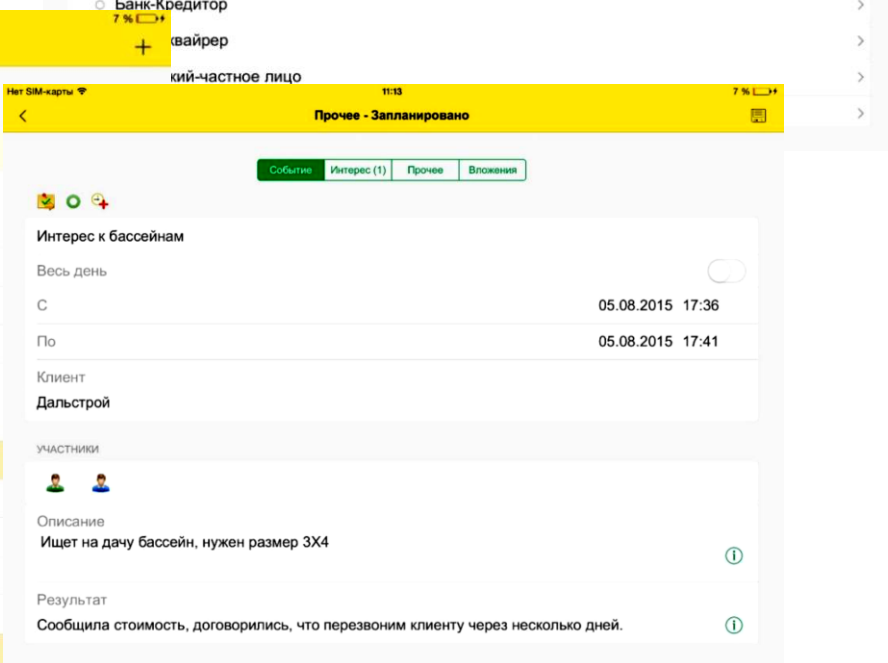 Банк-Кредитор
7 %
+
квайрер
кий-частное лицо
Нет SIM-карты 11:13 7 %
Прочее - Запланировано
Событие Интерес (1) Прочее Вложения
Интерес к бассейнам
Весь день
С 05.08.2015 17:36
По 05.08.2015 17:41
Клиент
Дальстрой
УЧАСТНИКИ
Описание
Ищет на дачу бассейн, нужен размер 3Х4
Результат
Сообщила стоимость, договорились, что перезвоним клиенту через несколько дней.